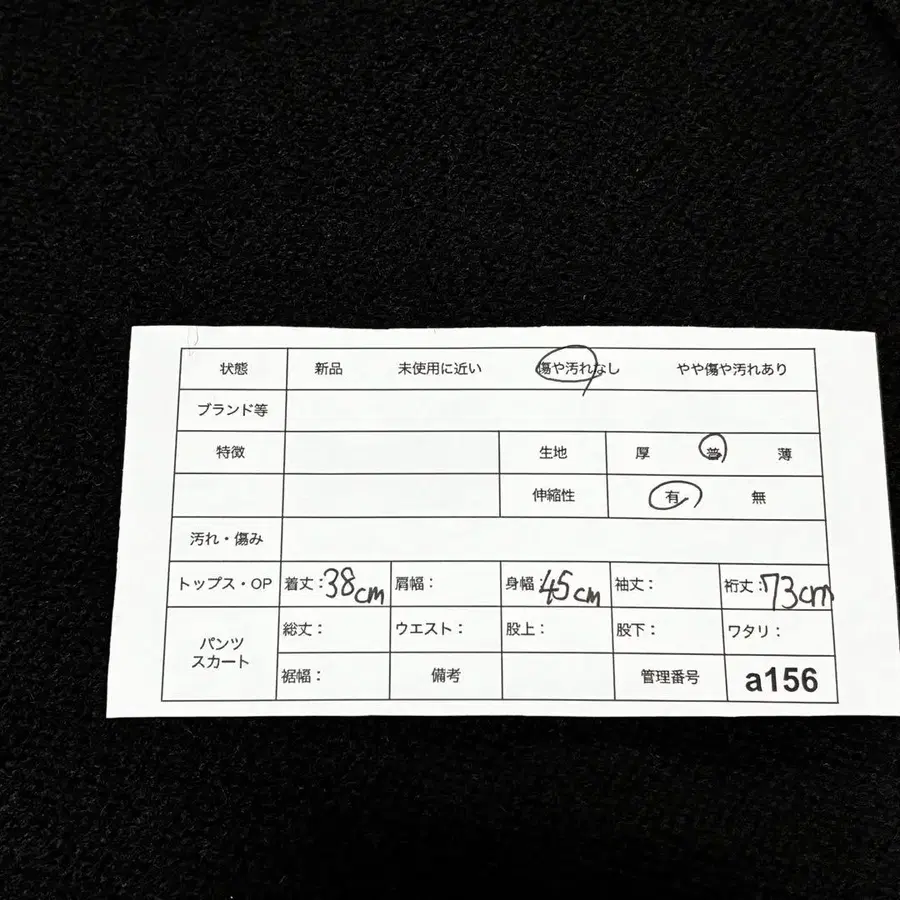 状態 新品 未使用に近い 傷や汚れなし やや傷や汚れあり
ブランド等
特徴 生地 厚 普 薄
伸縮性 有 無
汚れ・傷み
トップス・OP 着丈：38cm 肩幅： 身幅：45cm 袖丈： 裄丈：73cm
パンツ
スカート
総丈： ウエスト： 股上： 股下： ワタリ：
裾幅： 備考 管理番号 a156